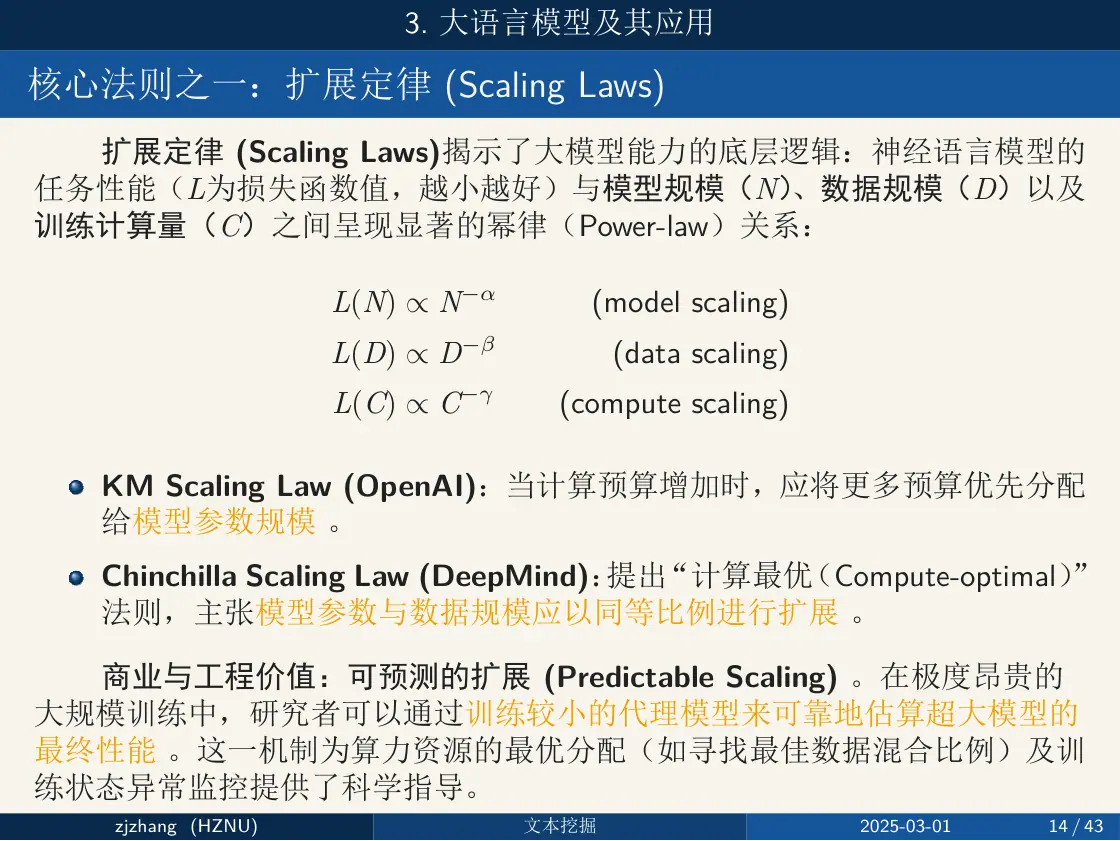 3. 大语言模型及其应用
核心法则之一：扩展定律 (Scaling Laws)
扩展定律 (Scaling Laws)揭示了大模型能力的底层逻辑：神经语言模型的
任务性能（L为损失函数值，越小越好）与模型规模（N）、数据规模（D）以及
训练计算量（C）之间呈现显著的幂律（Power-law）关系：
L(N) ∝ N^{−α} (model scaling)
L(D) ∝ D^{−β} (data scaling)
L(C) ∝ C^{−γ} (compute scaling)
KM Scaling Law (OpenAI)：当计算预算增加时，应将更多预算优先分配
给模型参数规模 。
Chinchilla Scaling Law (DeepMind)：提出“计算最优（Compute-optimal）”
法则，主张模型参数与数据规模应以同等比例进行扩展 。
商业与工程价值：可预测的扩展 (Predictable Scaling) 。在极度昂贵的
大规模训练中，研究者可以通过训练较小的代理模型来可靠地估算超大模型的
最终性能 。这一机制为算力资源的最优分配（如寻找最佳数据混合比例）及训
练状态异常监控提供了科学指导。
zjzhang (HZNU) 文本挖掘 2025-03-01 14 / 43